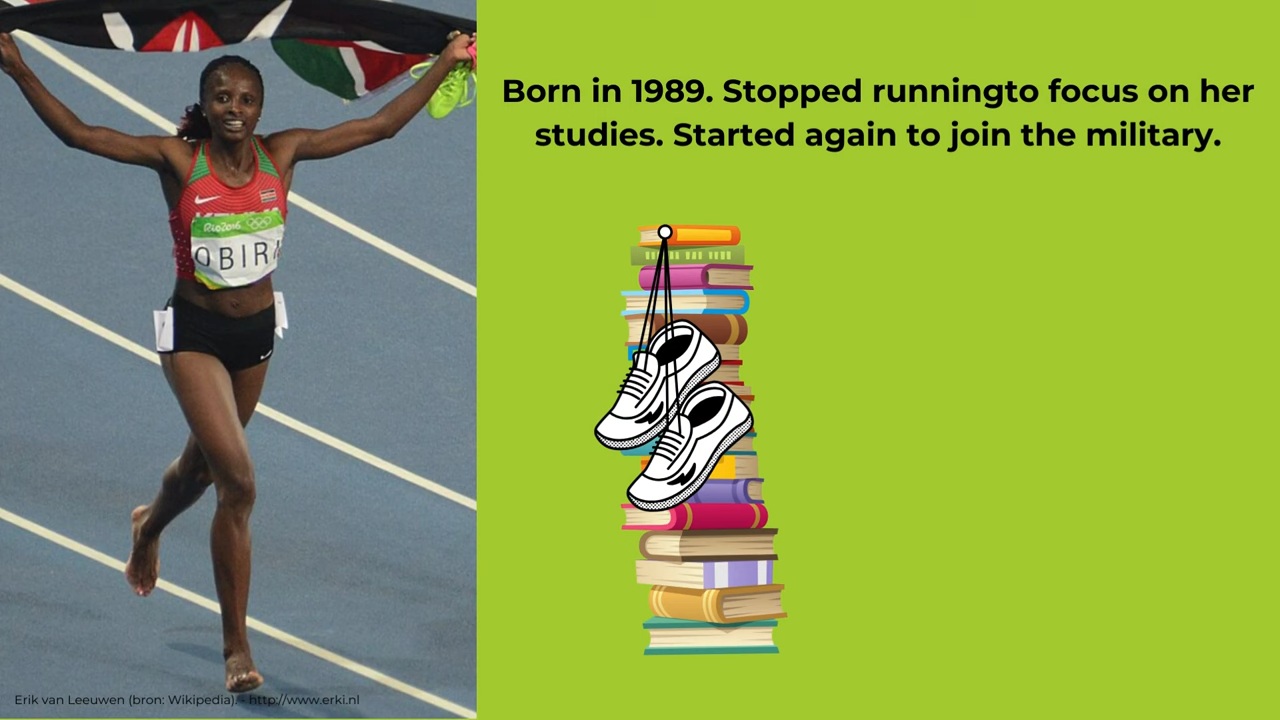 Born in 1989. Stopped runningto focus on her
studies. Started again to join the military.
Rio2016
OBIRI
Erik van Leeuwen (bron: Wikipedia). - http://www.erki.nl